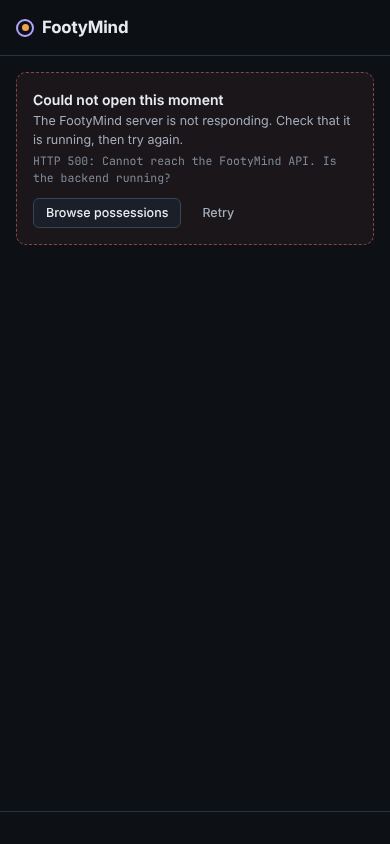 FootyMind
Could not open this moment
The FootyMind server is not responding. Check that it
is running, then try again.
HTTP 500: Cannot reach the FootyMind API. Is
the backend running?
Browse possessions
Retry